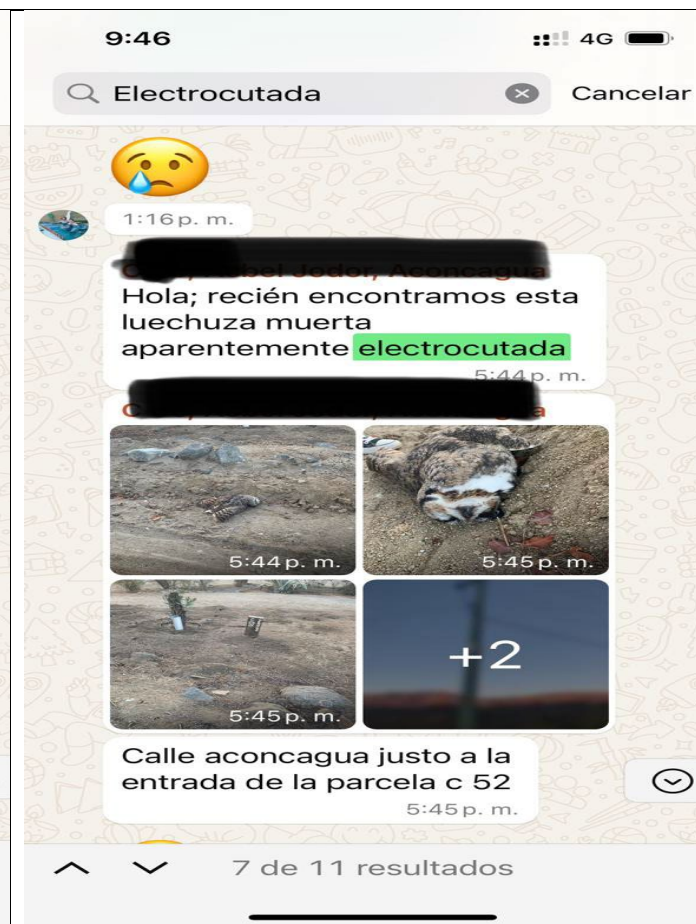 9:46
4G
Electrocutada
Cancelar
1:16 p. m.
Jodor, Aconcagua
Hola; recién encontramos esta
luechuza muerta
aparentemente electrocutada
5:44 p. m.
5:44 p. m.
5:45 p. m.
5:45 p. m.
+2
Calle aconcagua justo a la
entrada de la parcela c 52
5:45 p. m.
7 de 11 resultados